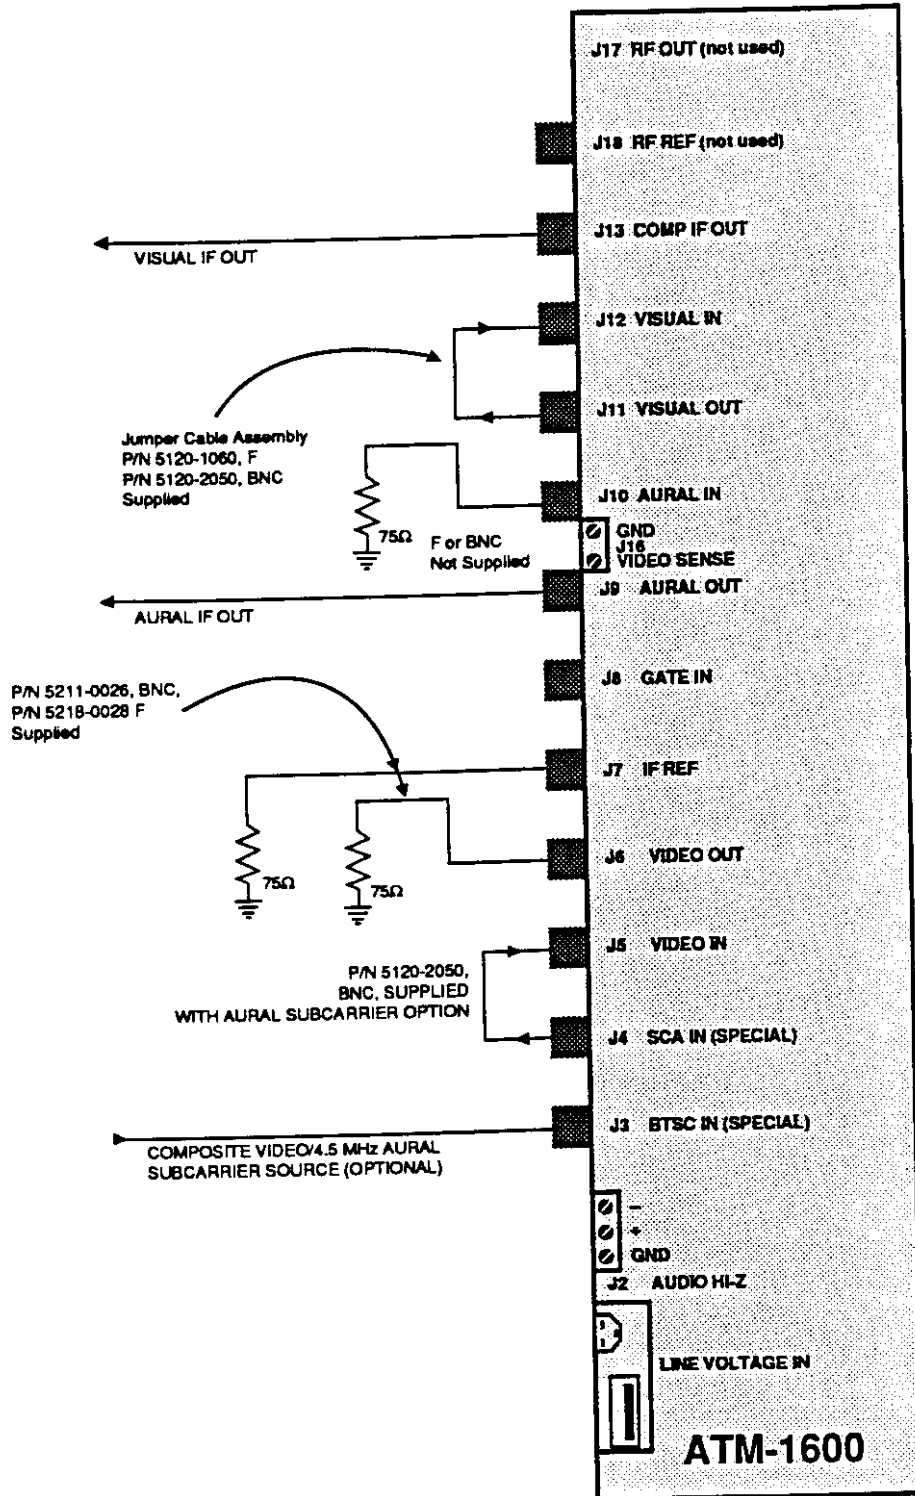 J17 RF OUT (not used)
J18 RF REF (not used)
J13 COMP IF OUT
VISUAL IF OUT
J12 VISUAL IN
J11 VISUAL OUT
Jumper Cable Assembly
P/N 5120-1060, F
P/N 5120-2050, BNC
Supplied
J10 AURAL IN
75Ω
F or BNC
Not Supplied
GND
J16
VIDEO SENSE
J9 AURAL OUT
AURAL IF OUT
J8 GATE IN
P/N 5211-0026, BNC,
P/N 5218-0028 F
Supplied
J7 IF REF
J6 VIDEO OUT
75Ω
75Ω
J5 VIDEO IN
P/N 5120-2050,
BNC, SUPPLIED
WITH AURAL SUBCARRIER OPTION
J4 SCA IN (SPECIAL)
J3 BTSC IN (SPECIAL)
COMPOSITE VIDEO/4.5 MHz AURAL
SUBCARRIER SOURCE (OPTIONAL)
-
+
GND
J2 AUDIO HI-Z
LINE VOLTAGE IN
ATM-1600